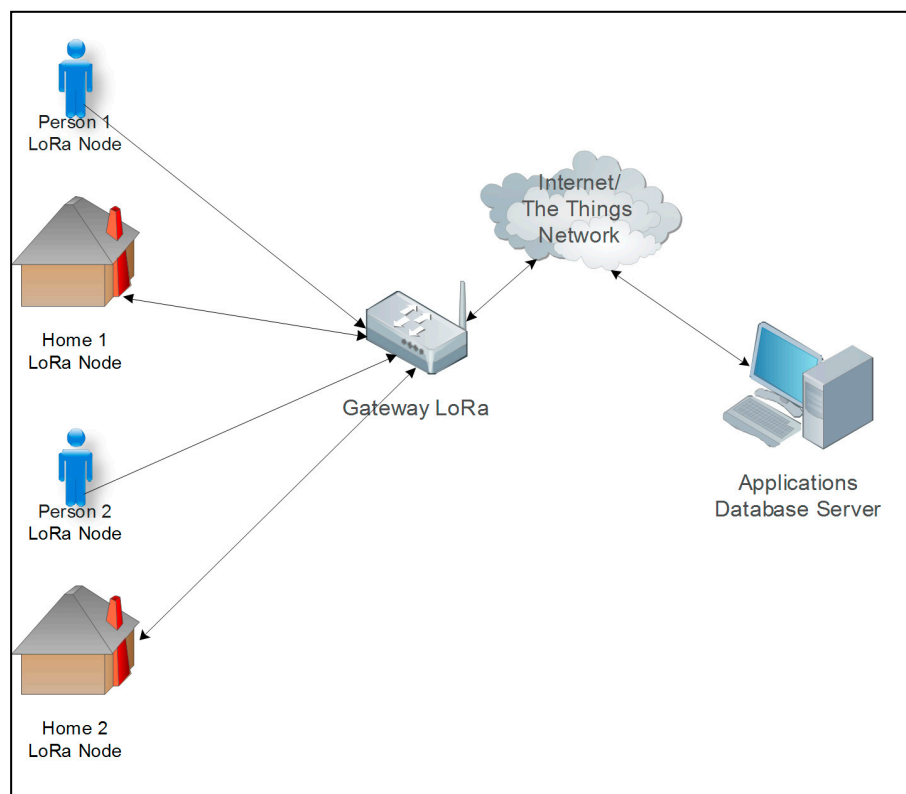 Person 1
LoRa Node
Home 1
LoRa Node
Person 2
LoRa Node
Home 2
LoRa Node
Gateway LoRa
Internet/
The Things
Network
Applications
Database Server